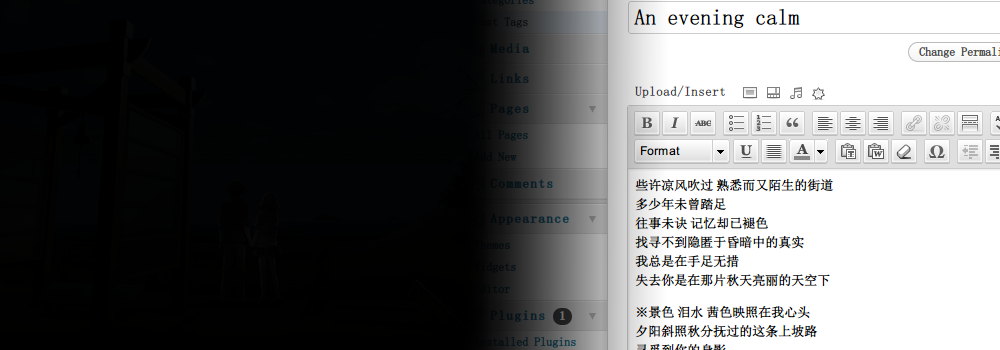 Tags
Media
Links
Pages
Pages
New
Comments
Appearance
Plugins 1
Installed Plugins
An evening calm
Change
Upload/Insert
B I ABC
Format U A
些许凉风吹过 熟悉而又陌生的街道
多少年未曾踏足
往事未诀 记忆却已褪色
找寻不到隐匿于昏暗中的真实
我总是在手足无措
失去你是在那片秋天亮丽的天空下
※景色 泪水 茜色映照在我心头
夕阳斜照秋分抚过的这条上坡路